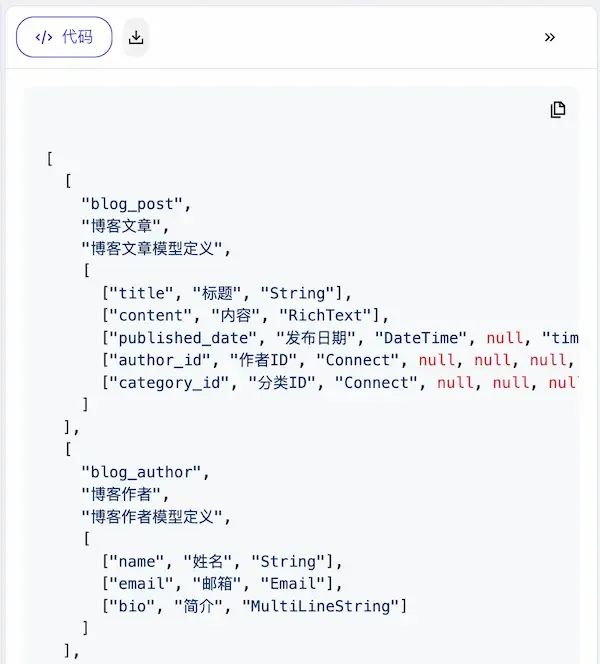 </> 代码
[
[
"blog_post",
"博客文章",
"博客文章模型定义",
[
["title", "标题", "String"],
["content", "内容", "RichText"],
["published_date", "发布日期", "DateTime", null, "tim
["author_id", "作者ID", "Connect", null, null, null,
["category_id", "分类ID", "Connect", null, null, nul
]
],
[
"blog_author",
"博客作者",
"博客作者模型定义",
[
["name", "姓名", "String"],
["email", "邮箱", "Email"],
["bio", "简介", "MultiLineString"]
]
],